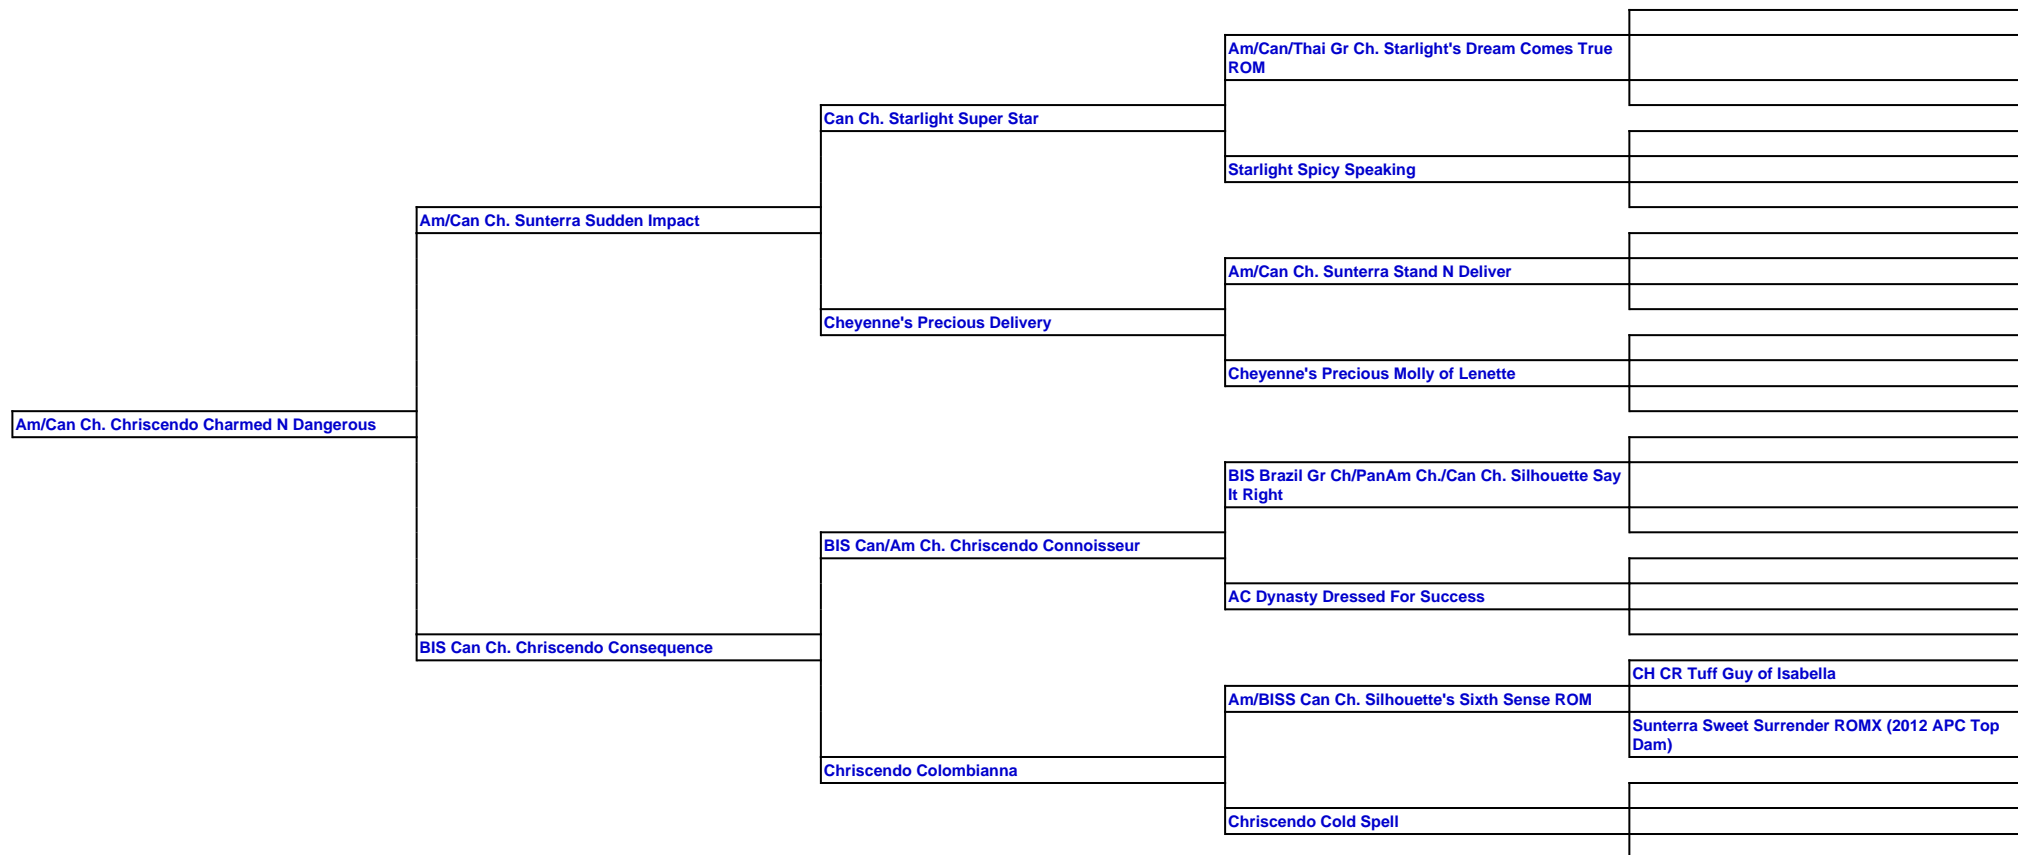 Am/Can/Thai Gr Ch. Starlight's Dream Comes True
ROM
Can Ch. Starlight Super Star
Starlight Spicy Speaking
Am/Can Ch. Sunterra Sudden Impact
Am/Can Ch. Sunterra Stand N Deliver
Cheyenne's Precious Delivery
Cheyenne's Precious Molly of Lenette
Am/Can Ch. Chriscendo Charmed N Dangerous
BIS Brazil Gr Ch/PanAm Ch./Can Ch. Silhouette Say
It Right
BIS Can/Am Ch. Chriscendo Connoisseur
AC Dynasty Dressed For Success
BIS Can Ch. Chriscendo Consequence
CH CR Tuff Guy of Isabella
Am/BISS Can Ch. Silhouette's Sixth Sense ROM
Sunterra Sweet Surrender ROMX (2012 APC Top
Dam)
Chriscendo Colombianna
Chriscendo Cold Spell